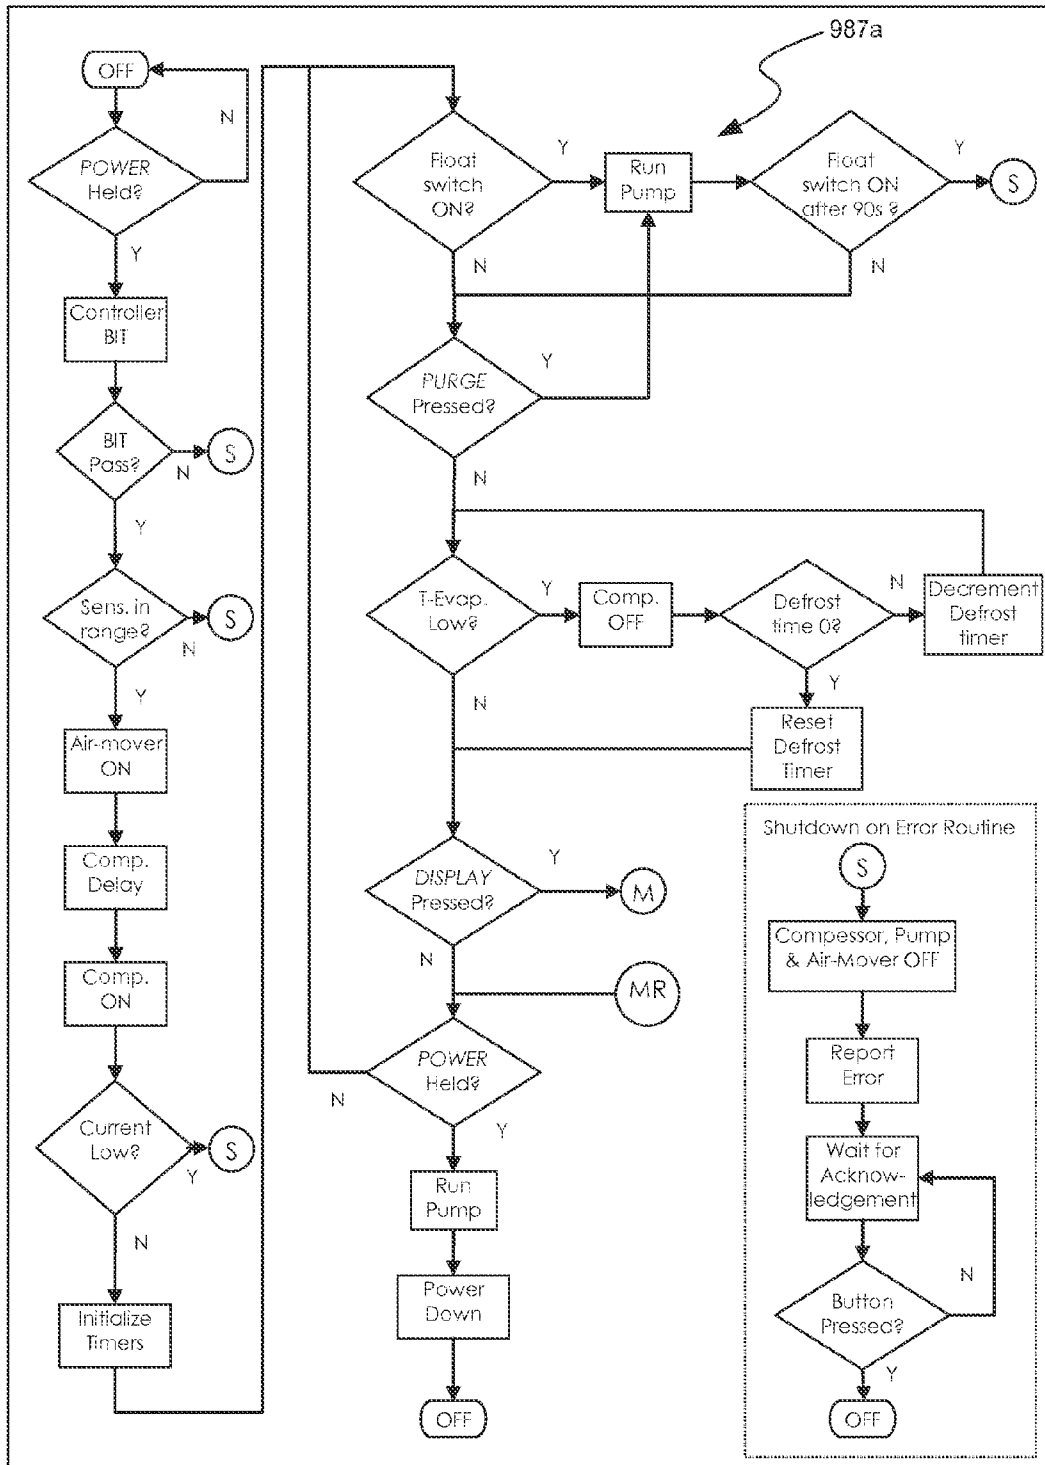 987a
OFF
N
POWER
Held?
Y
Controller
BIT
BIT
Pass?
N
S
Y
Sens. in
range?
N
S
Y
Air-mover
ON
Comp.
Delay
Comp.
ON
Current
Low?
Y
S
N
Initialize
Timers
Float
switch
ON?
Y
Run
Pump
Float
switch ON
after 90s ?
Y
S
N
N
PURGE
Pressed?
Y
N
T-Evap.
Low?
Y
Comp.
OFF
Defrost
time 0?
N
Decrement
Defrost
timer
Y
Reset
Defrost
Timer
N
DISPLAY
Pressed?
Y
M
N
MR
POWER
Held?
N
Y
Run
Pump
Power
Down
OFF
Shutdown on Error Routine
S
Compessor, Pump
& Air-Mover OFF
Report
Error
Wait for
Acknow-
ledgement
Button
Pressed?
N
Y
OFF